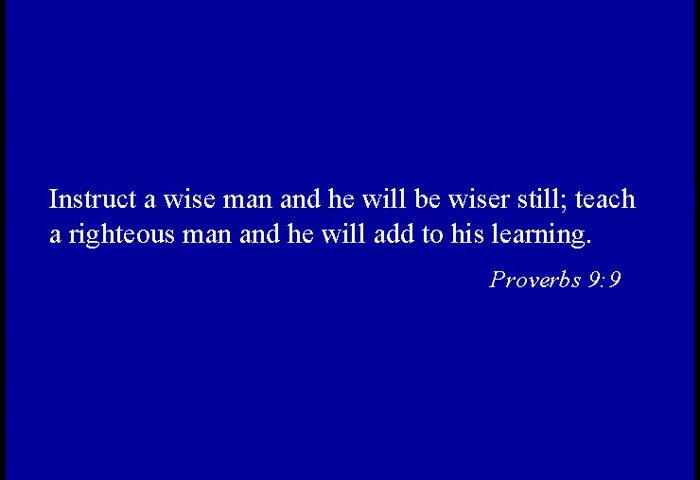 Instruct a wise man and he will be wiser still; teach
a righteous man and he will add to his learning.
Proverbs 9:9